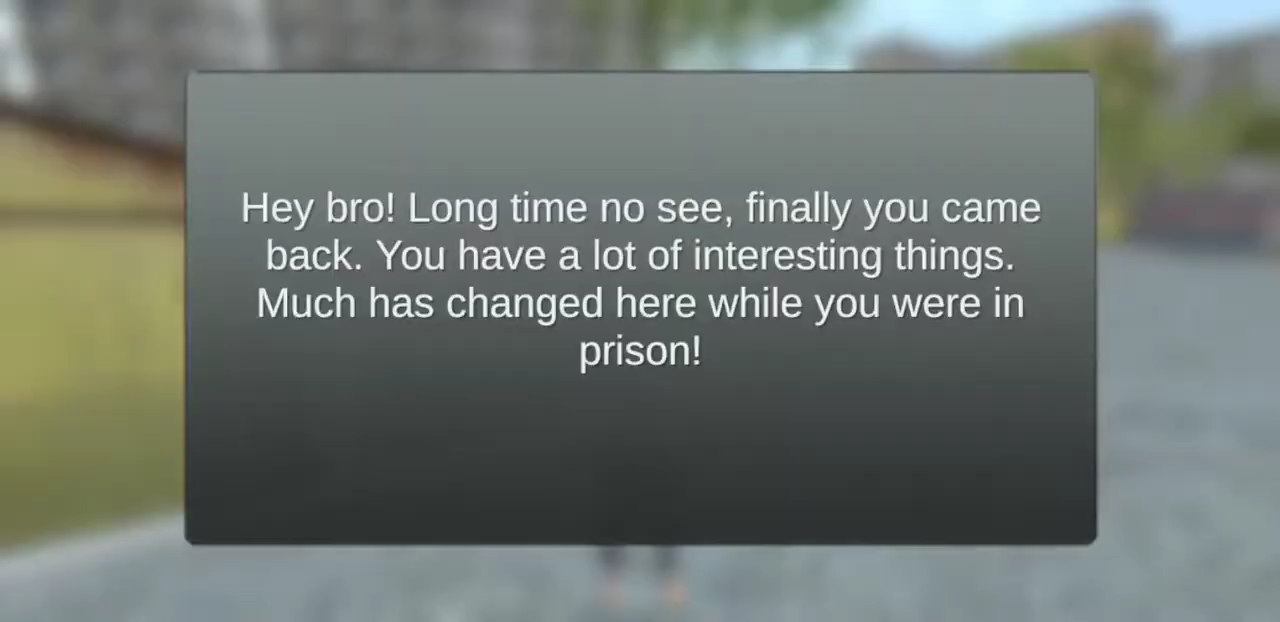 Hey bro! Long time no see, finally you came
back. You have a lot of interesting things.
Much has changed here while you were in
prison!